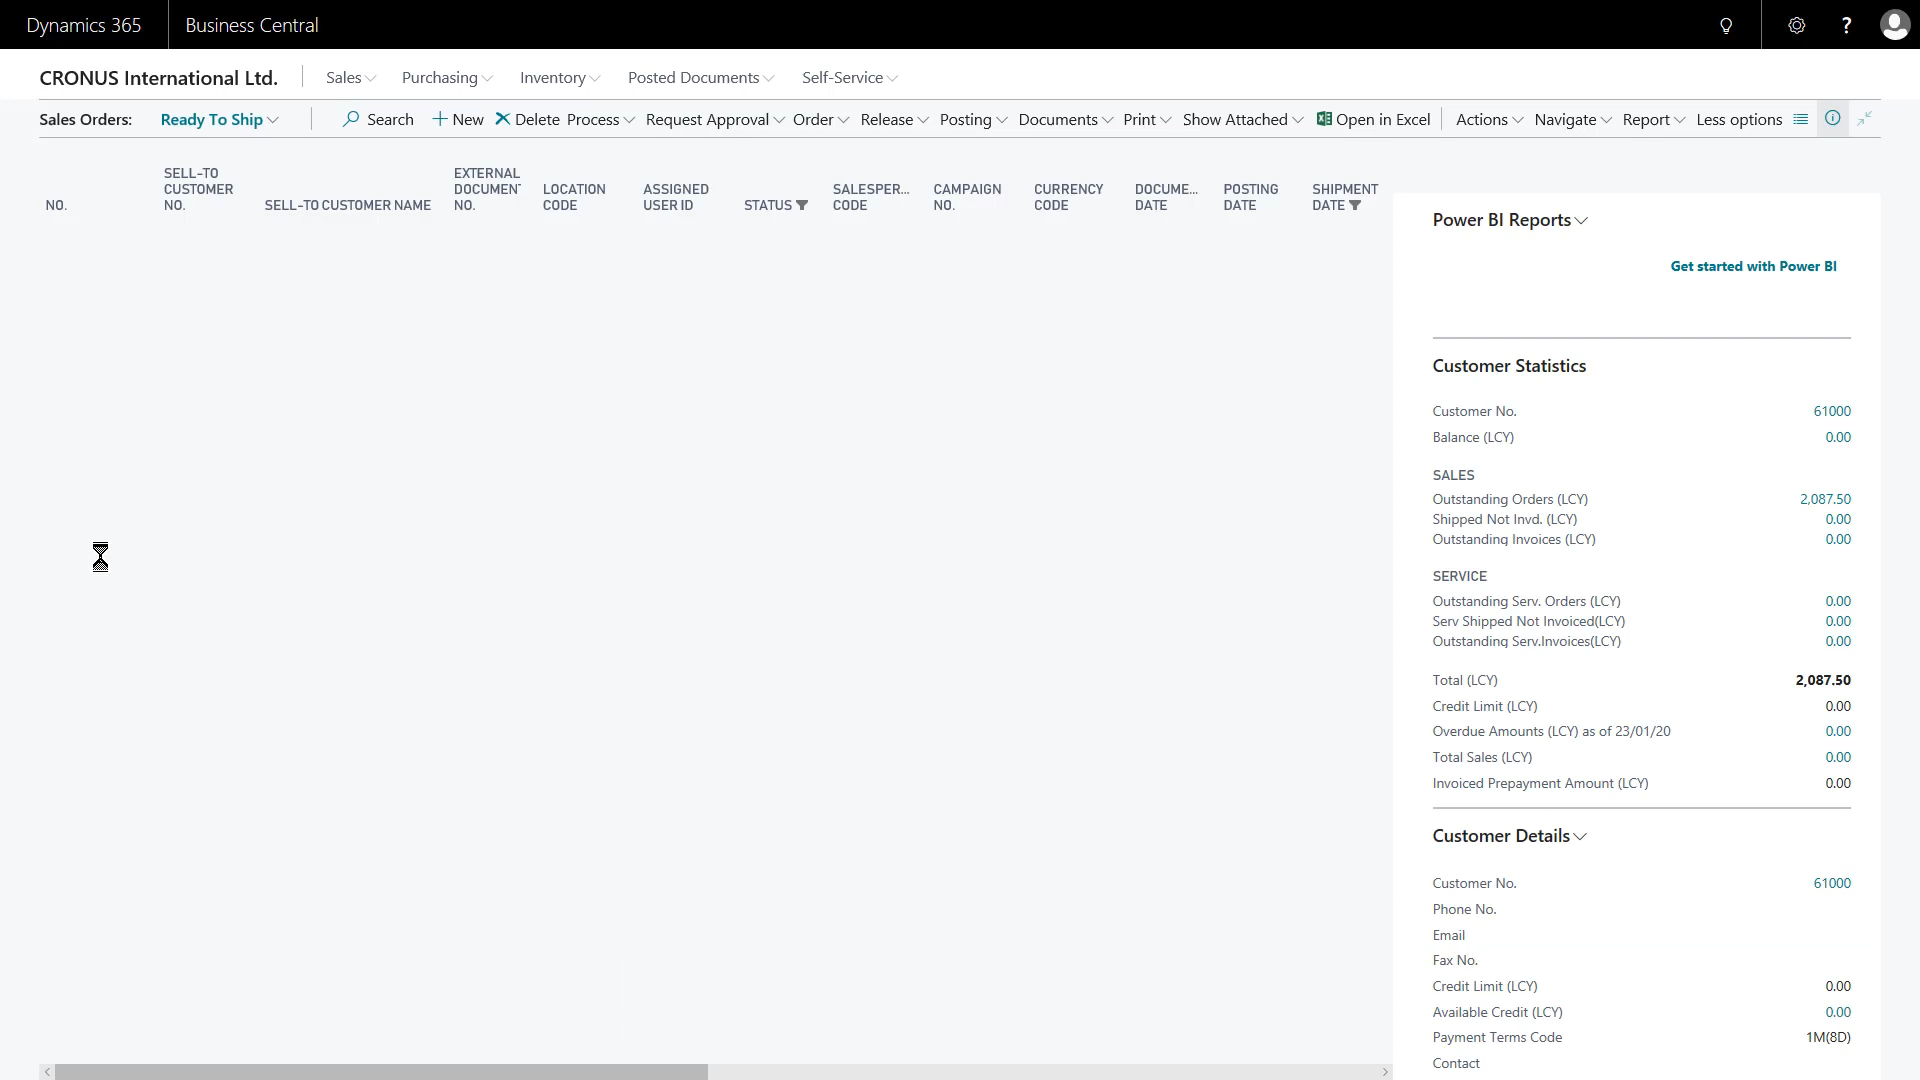 Dynamics 365 Business Central ?
CRONUS International Ltd. Sales Purchasing Inventory Posted Documents Self-Service
Sales Orders: Ready To Ship Search New Delete Process Request Approval Order Release Posting Documents Print Show Attached Open in Excel Actions Navigate Report Less options
NO.
SELL-TO
CUSTOMER
NO.
SELL-TO CUSTOMER NAME
EXTERNAL
DOCUMENT
NO.
LOCATION
CODE
ASSIGNED
USER ID
STATUS
SALESPER...
CODE
CAMPAIGN
NO.
CURRENCY
CODE
DOCUME...
DATE
POSTING
DATE
SHIPMENT
DATE
Power BI Reports
Get started with Power BI
Customer Statistics
Customer No. 61000
Balance (LCY) 0.00
SALES
Outstanding Orders (LCY) 2,087.50
Shipped Not Invd. (LCY) 0.00
Outstanding Invoices (LCY) 0.00
SERVICE
Outstanding Serv. Orders (LCY) 0.00
Serv Shipped Not Invoiced(LCY) 0.00
Outstanding Serv.Invoices(LCY) 0.00
Total (LCY) 2,087.50
Credit Limit (LCY) 0.00
Overdue Amounts (LCY) as of 23/01/20 0.00
Total Sales (LCY) 0.00
Invoiced Prepayment Amount (LCY) 0.00
Customer Details
Customer No. 61000
Phone No.
Email
Fax No.
Credit Limit (LCY) 0.00
Available Credit (LCY) 0.00
Payment Terms Code 1M(8D)
Contact